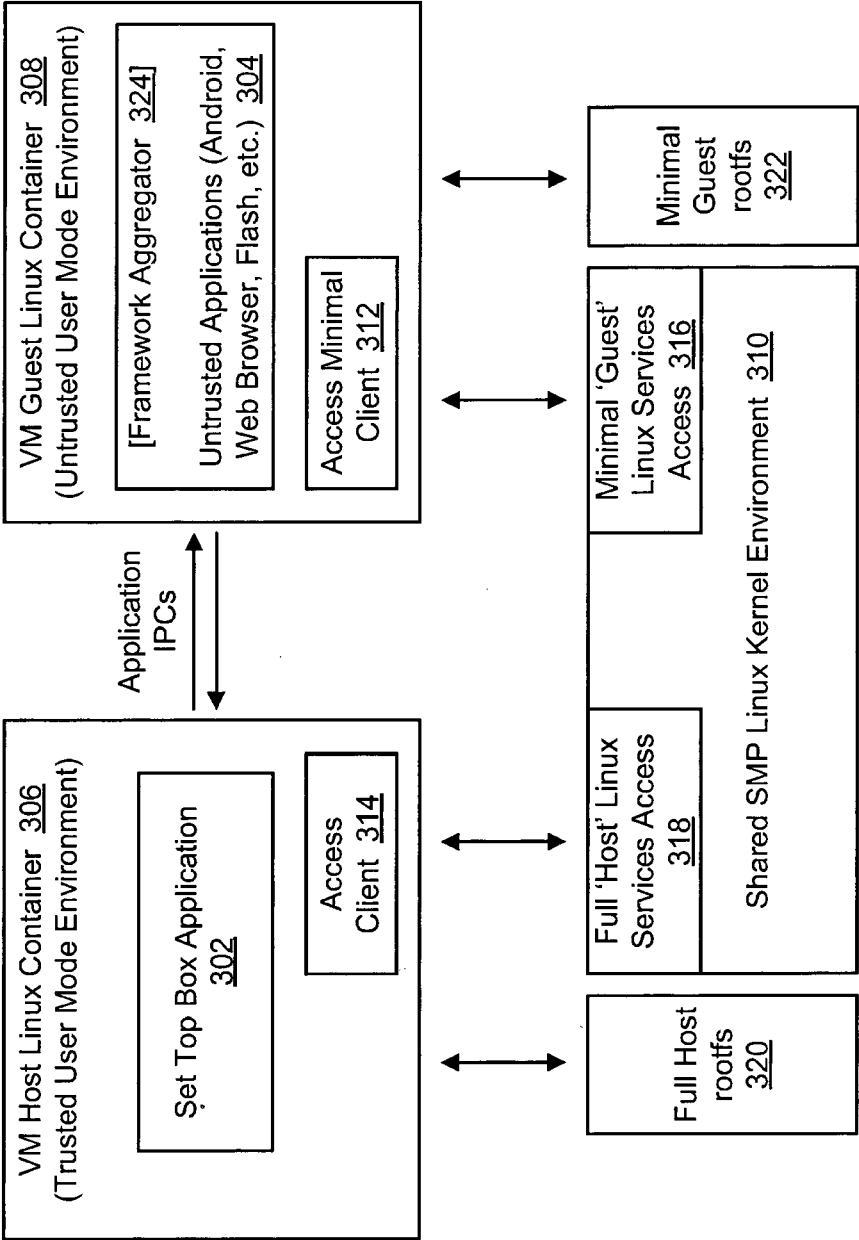 VM Host Linux Container 306
(Trusted User Mode Environment)
Set Top Box Application
302
Access
Client 314
Application
IPCs
VM Guest Linux Container 308
(Untrusted User Mode Environment)
[Framework Aggregator 324]
Untrusted Applications (Android,
Web Browser, Flash, etc.) 304
Access Minimal
Client 312
Full Host
rootfs
320
Full 'Host' Linux
Services Access
318
Minimal 'Guest'
Linux Services
Access 316
Shared SMP Linux Kernel Environment 310
Minimal
Guest
rootfs
322